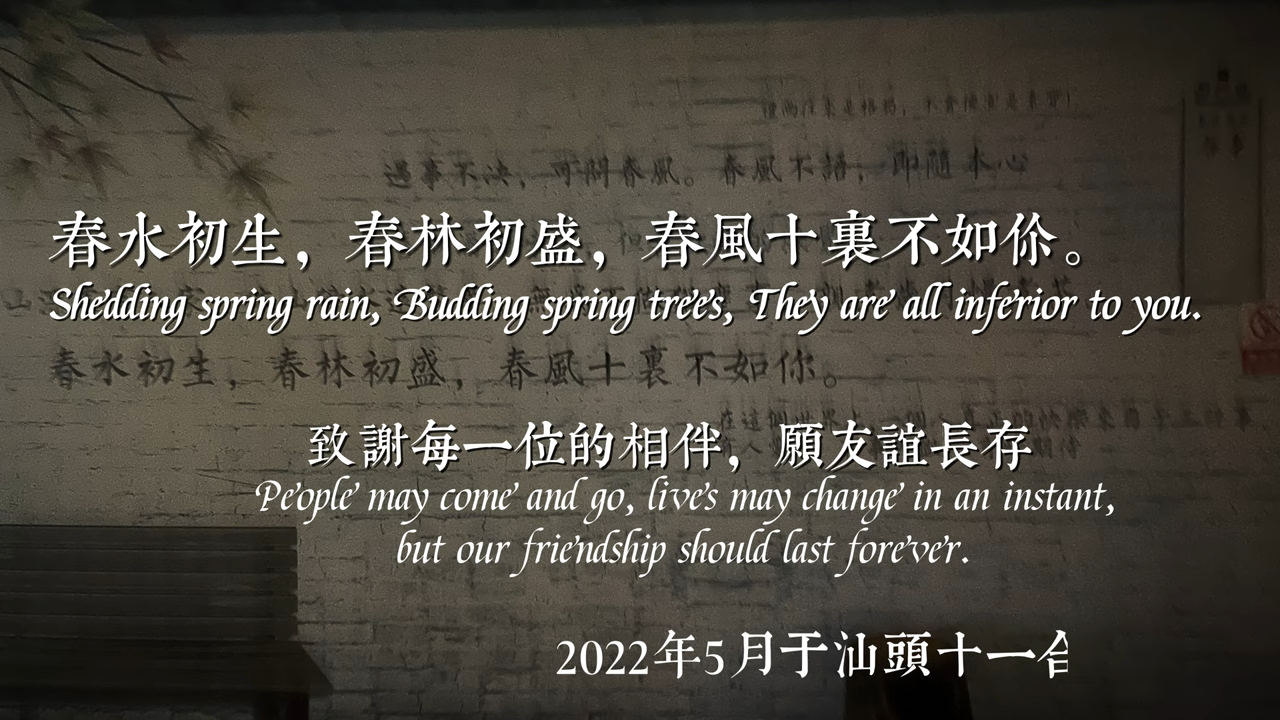 遇事不决，可問春風。春風不語，即隨本心
春水初生，春林初盛，春風十裏不如你。
Shedding spring rain, Budding spring trees, They are all inferior to you.
春水初生，春林初盛，春風十裏不如你。
致謝每一位的相伴，願友誼長存
People may come and go, lives may change in an instant,
but our friendship should last forever.
2022年5月于汕頭十一合